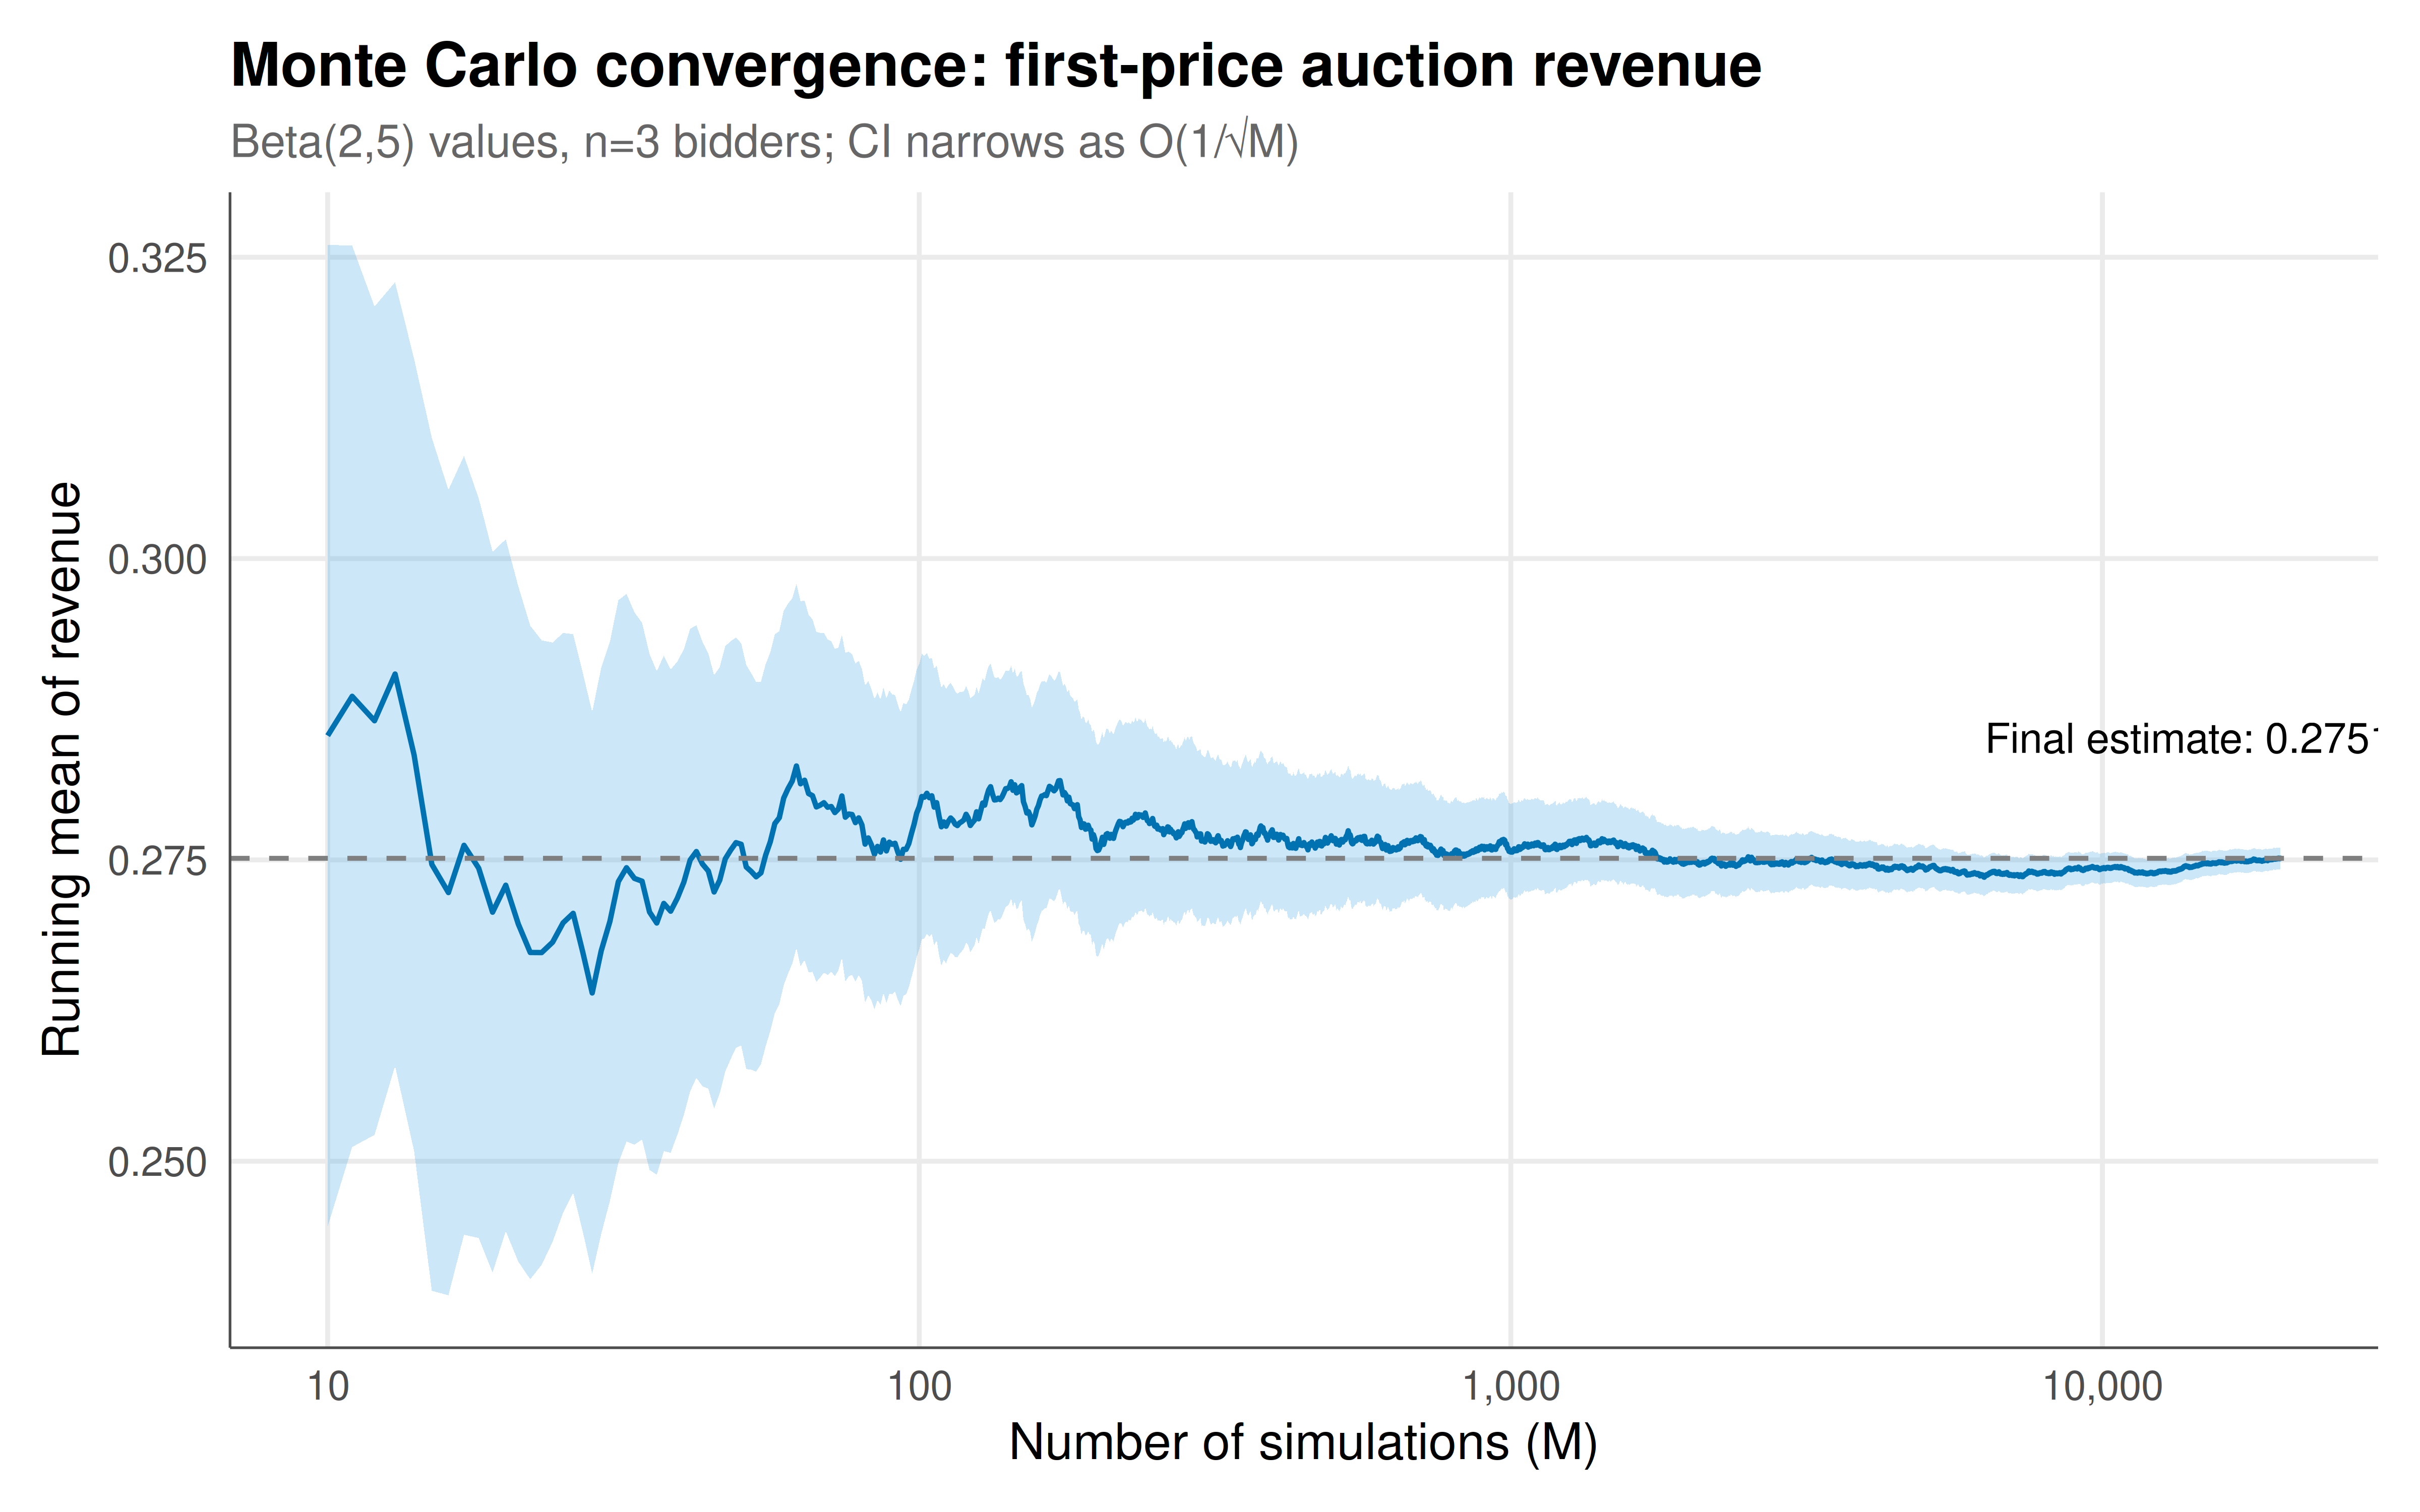 Monte Carlo convergence: first-price auction revenue
Beta(2,5) values, n=3 bidders; CI narrows as O(1/√M)
Running mean of revenue
0.325
0.300
0.275
0.250
Final estimate: 0.275
10
100
1,000
10,000
Number of simulations (M)